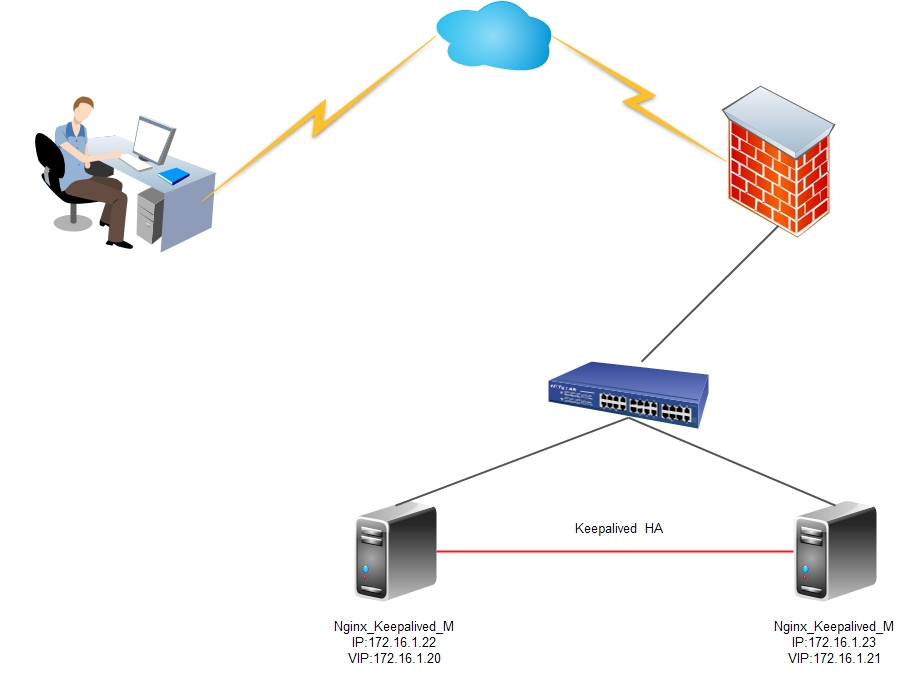 Keepalived HA
Nginx_Keepalived_M
IP:172.16.1.22
VIP:172.16.1.20
Nginx_Keepalived_M
IP:172.16.1.23
VIP:172.16.1.21